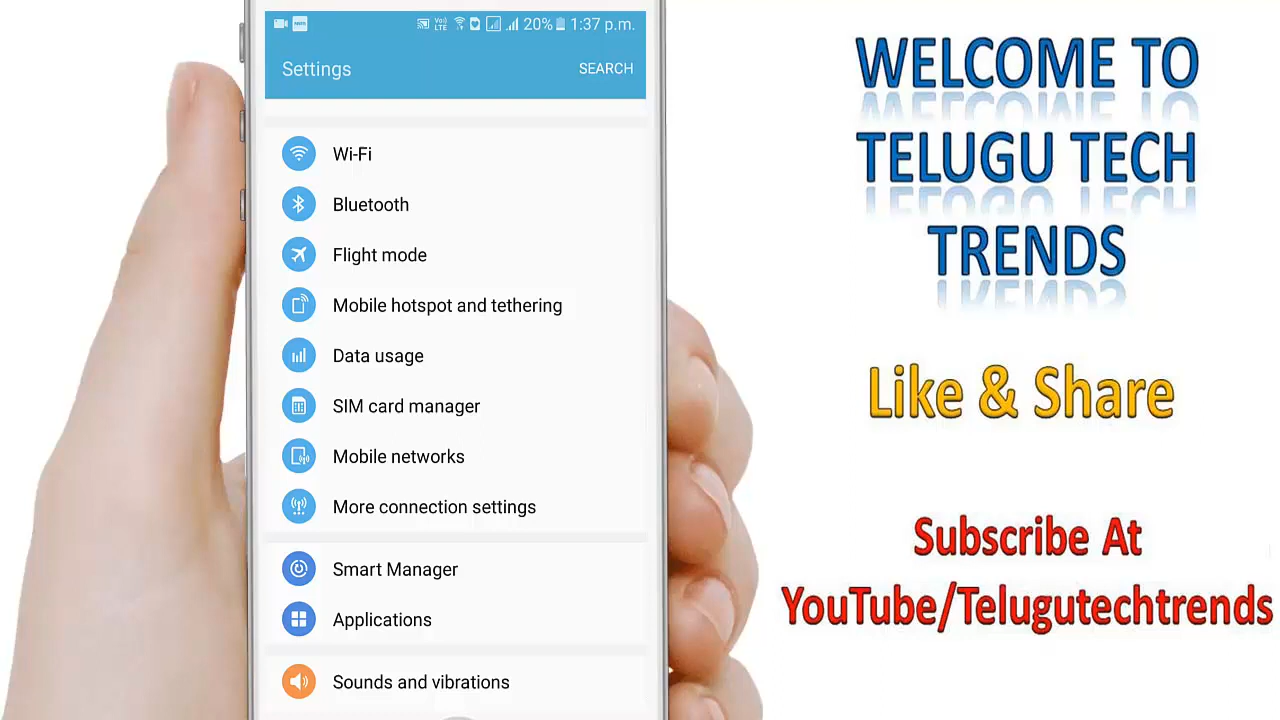 20% 1:37 p.m.
Settings SEARCH
Wi-Fi
Bluetooth
Flight mode
Mobile hotspot and tethering
Data usage
SIM card manager
Mobile networks
More connection settings
Smart Manager
Applications
Sounds and vibrations
WELCOME TO
TELUGU TECH
TRENDS
Like & Share
Subscribe At
YouTube/Telugutechtrends